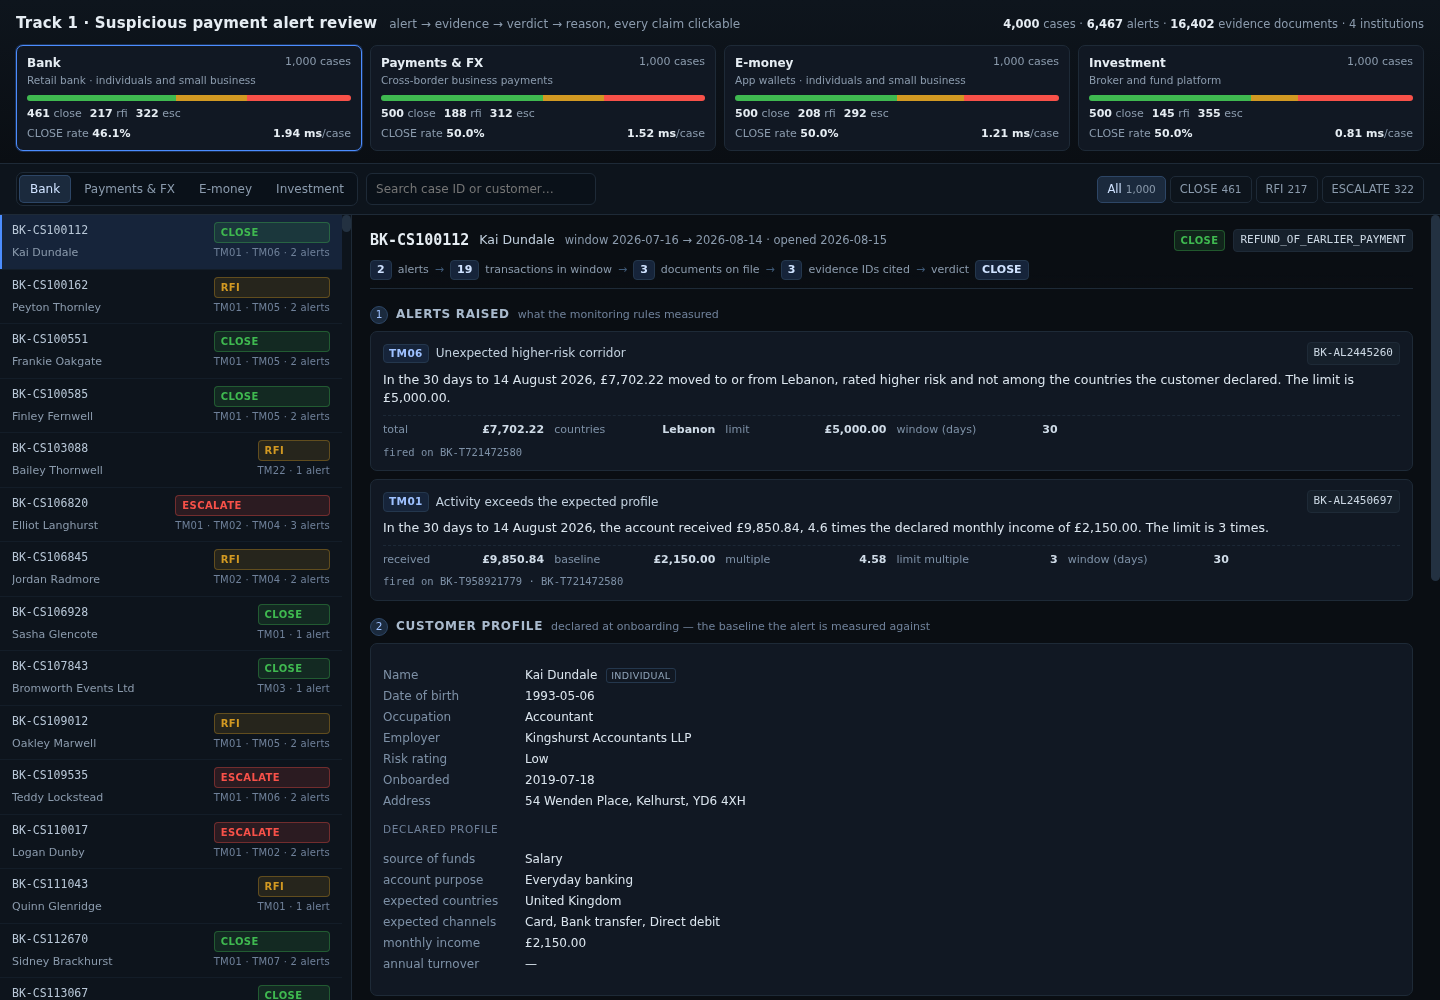 Track 1 · Suspicious payment alert review alert → evidence → verdict → reason, every claim clickable 4,000 cases · 6,467 alerts · 16,402 evidence documents · 4 institutions
Bank 1,000 cases
Retail bank · individuals and small business
461 close 217 rfi 322 esc
CLOSE rate 46.1% 1.94 ms/case
Payments & FX 1,000 cases
Cross-border business payments
500 close 188 rfi 312 esc
CLOSE rate 50.0% 1.52 ms/case
E-money 1,000 cases
App wallets · individuals and small business
500 close 208 rfi 292 esc
CLOSE rate 50.0% 1.21 ms/case
Investment 1,000 cases
Broker and fund platform
500 close 145 rfi 355 esc
CLOSE rate 50.0% 0.81 ms/case
Bank Payments & FX E-money Investment Search case ID or customer… All 1,000 CLOSE 461 RFI 217 ESCALATE 322
BK-CS100112 CLOSE
Kai Dundale TM01 · TM06 · 2 alerts
BK-CS100162 RFI
Peyton Thornley TM01 · TM05 · 2 alerts
BK-CS100551 CLOSE
Frankie Oakgate TM01 · TM05 · 2 alerts
BK-CS100585 CLOSE
Finley Fernwell TM01 · TM05 · 2 alerts
BK-CS103088 RFI
Bailey Thornwell TM22 · 1 alert
BK-CS106820 ESCALATE
Elliot Langhurst TM01 · TM02 · TM04 · 3 alerts
BK-CS106845 RFI
Jordan Radmore TM02 · TM04 · 2 alerts
BK-CS106928 CLOSE
Sasha Glencote TM01 · 1 alert
BK-CS107843 CLOSE
Bromworth Events Ltd TM03 · 1 alert
BK-CS109012 RFI
Oakley Marwell TM01 · TM05 · 2 alerts
BK-CS109535 ESCALATE
Teddy Lockstead TM01 · TM06 · 2 alerts
BK-CS110017 ESCALATE
Logan Dunby TM01 · TM02 · 2 alerts
BK-CS111043 RFI
Quinn Glenridge TM01 · 1 alert
BK-CS112670 CLOSE
Sidney Brackhurst TM01 · TM07 · 2 alerts
BK-CS113067 CLOSE
BK-CS100112 Kai Dundale window 2026-07-16 → 2026-08-14 · opened 2026-08-15 CLOSE REFUND_OF_EARLIER_PAYMENT
2 alerts → 19 transactions in window → 3 documents on file → 3 evidence IDs cited → verdict CLOSE
1 ALERTS RAISED what the monitoring rules measured
TM06 Unexpected higher-risk corridor BK-AL2445260
In the 30 days to 14 August 2026, £7,702.22 moved to or from Lebanon, rated higher risk and not among the countries the customer declared. The limit is
£5,000.00.
total £7,702.22 countries Lebanon limit £5,000.00 window (days) 30
fired on BK-T721472580
TM01 Activity exceeds the expected profile BK-AL2450697
In the 30 days to 14 August 2026, the account received £9,850.84, 4.6 times the declared monthly income of £2,150.00. The limit is 3 times.
received £9,850.84 baseline £2,150.00 multiple 4.58 limit multiple 3 window (days) 30
fired on BK-T958921779 · BK-T721472580
2 CUSTOMER PROFILE declared at onboarding — the baseline the alert is measured against
Name Kai Dundale INDIVIDUAL
Date of birth 1993-05-06
Occupation Accountant
Employer Kingshurst Accountants LLP
Risk rating Low
Onboarded 2019-07-18
Address 54 Wenden Place, Kelhurst, YD6 4XH
DECLARED PROFILE
source of funds Salary
account purpose Everyday banking
expected countries United Kingdom
expected channels Card, Bank transfer, Direct debit
monthly income £2,150.00
annual turnover —